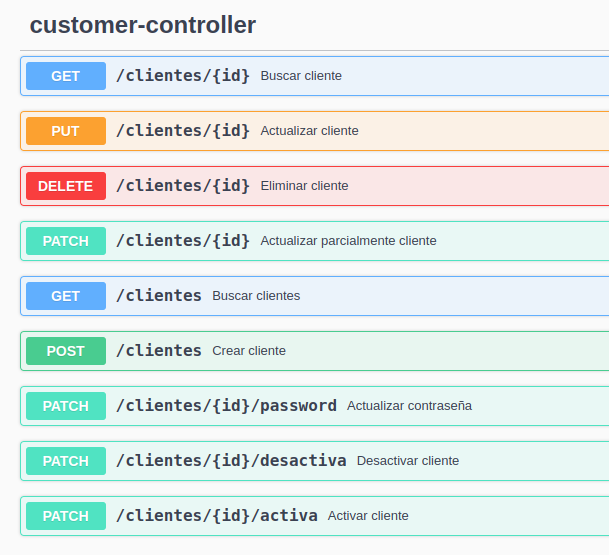 customer-controller
GET /clientes/{id} Buscar cliente
PUT /clientes/{id} Actualizar cliente
DELETE /clientes/{id} Eliminar cliente
PATCH /clientes/{id} Actualizar parcialmente cliente
GET /clientes Buscar clientes
POST /clientes Crear cliente
PATCH /clientes/{id}/password Actualizar contraseña
PATCH /clientes/{id}/desactiva Desactivar cliente
PATCH /clientes/{id}/activa Activar cliente